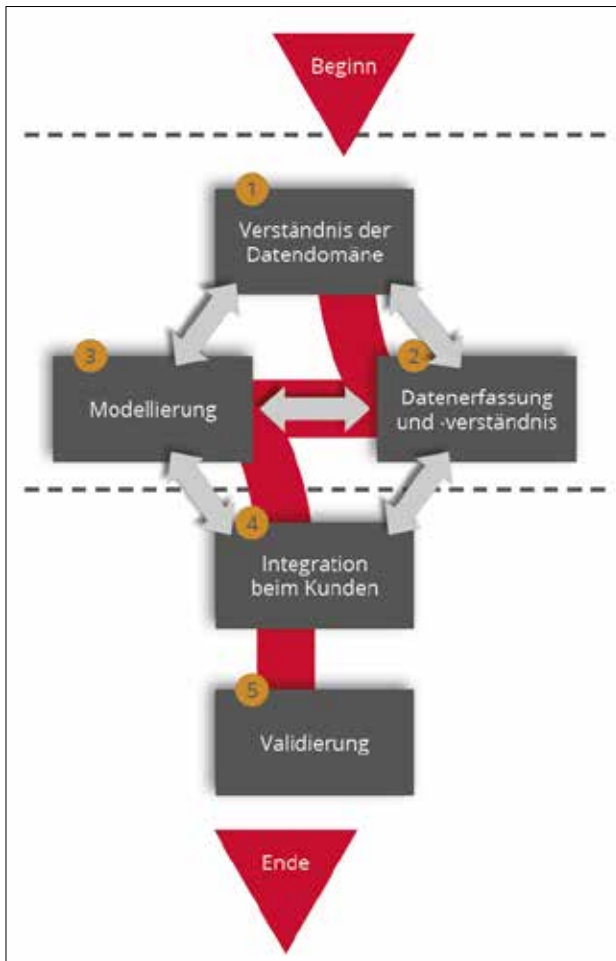 Beginn
1
Verständnis der
Datendomäne
3
Modellierung
2
Datenerfassung
und -verständnis
4
Integration
beim Kunden
5
Validierung
Ende